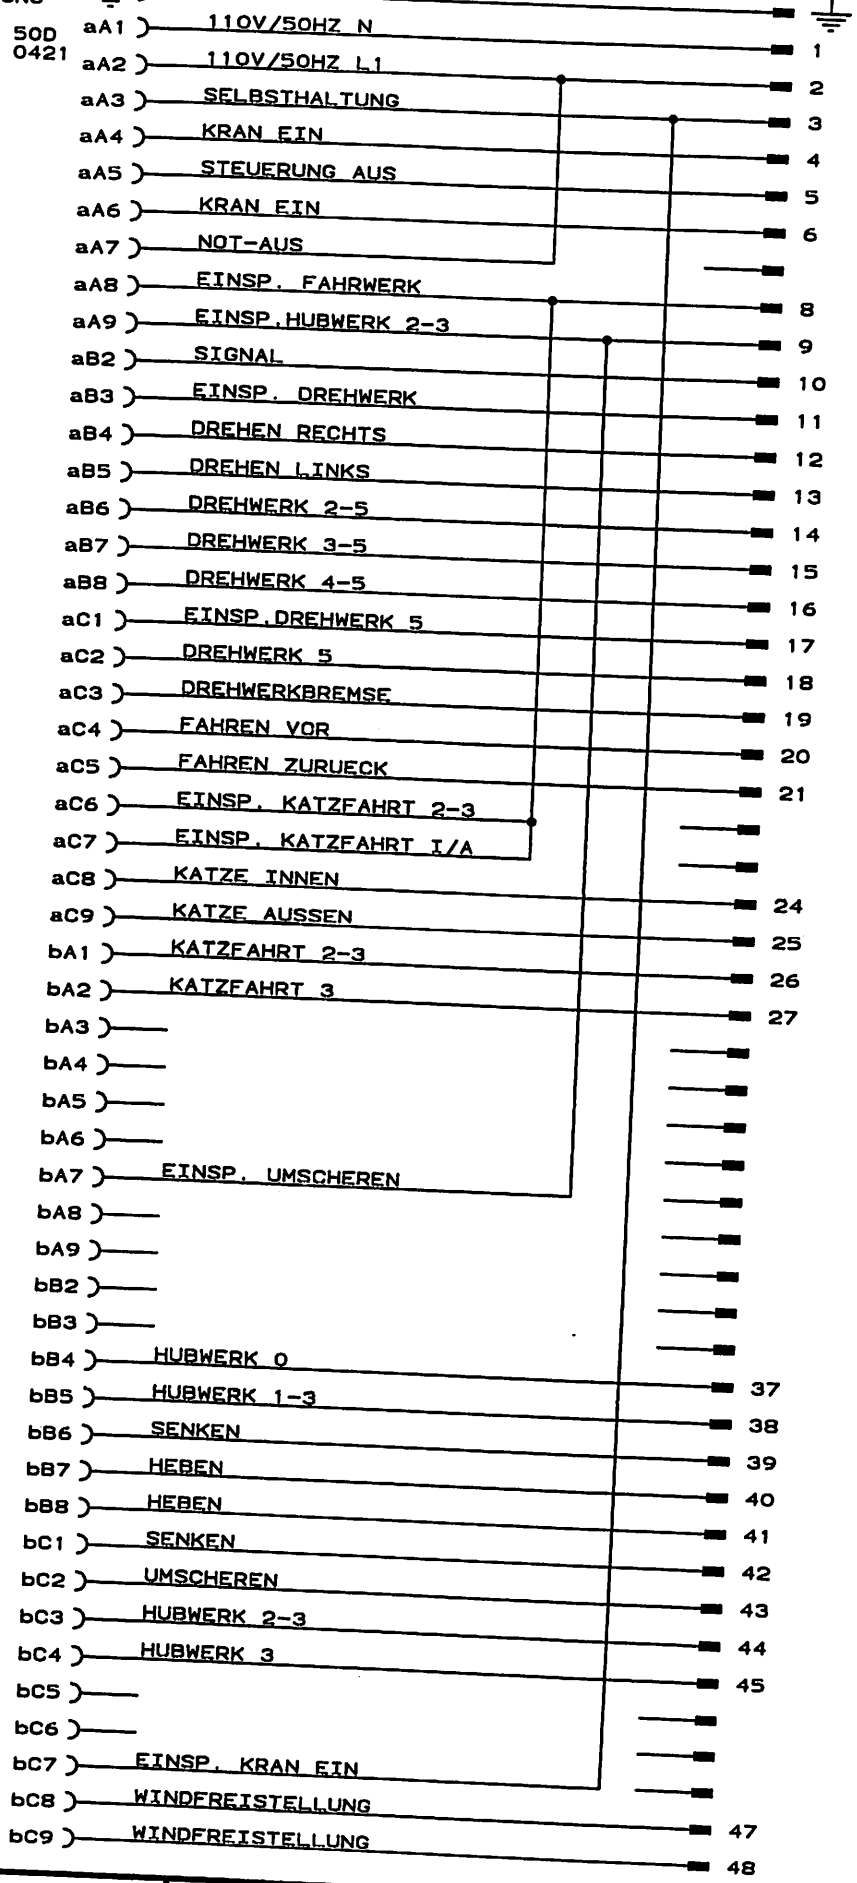 50D
0421
aA1 110V/50HZ N 1
aA2 110V/50HZ L1 2
aA3 SELBSTHALTUNG 3
aA4 KRAN EIN 4
aA5 STEUERUNG AUS 5
aA6 KRAN EIN 6
aA7 NOT-AUS
aA8 EINSP. FAHRWERK 8
aA9 EINSP.HUBWERK 2-3 9
aB2 SIGNAL 10
aB3 EINSP. DREHWERK 11
aB4 DREHEN RECHTS 12
aB5 DREHEN LINKS 13
aB6 DREHWERK 2-5 14
aB7 DREHWERK 3-5 15
aB8 DREHWERK 4-5 16
aC1 EINSP.DREHWERK 5 17
aC2 DREHWERK 5 18
aC3 DREHWERKBREMSE 19
aC4 FAHREN VOR 20
aC5 FAHREN ZURUECK 21
aC6 EINSP. KATZFAHRT 2-3
aC7 EINSP. KATZFAHRT I/A
aC8 KATZE INNEN 24
aC9 KATZE AUSSEN 25
bA1 KATZFAHRT 2-3 26
bA2 KATZFAHRT 3 27
bA3
bA4
bA5
bA6
bA7 EINSP. UMSCHEREN
bA8
bA9
bB2
bB3
bB4 HUBWERK 0 37
bB5 HUBWERK 1-3 38
bB6 SENKEN 39
bB7 HEBEN 40
bB8 HEBEN 41
bC1 SENKEN 42
bC2 UMSCHEREN 43
bC3 HUBWERK 2-3 44
bC4 HUBWERK 3 45
bC5
bC6
bC7 EINSP. KRAN EIN
bC8 WINDFREISTELLUNG 47
bC9 WINDFREISTELLUNG 48